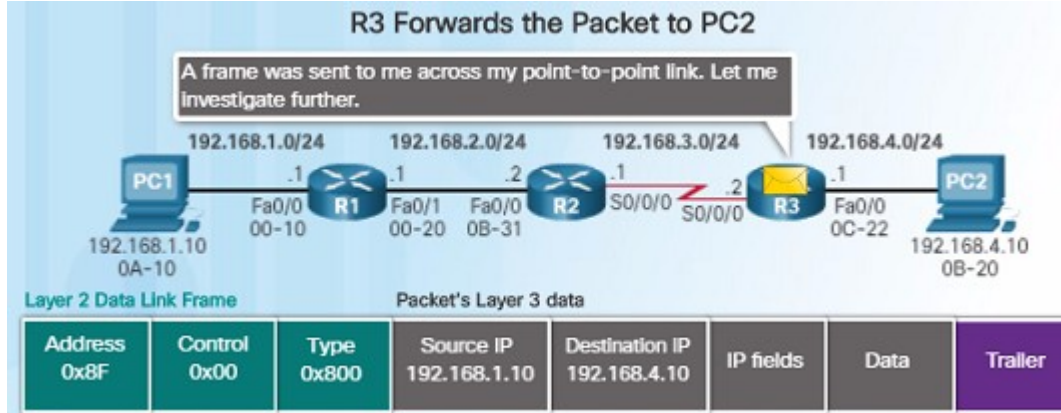 R3 Forwards the Packet to PC2
A frame was sent to me across my point-to-point link. Let me
investigate further.
192.168.1.0/24 192.168.2.0/24 192.168.3.0/24 192.168.4.0/24
PC1 .1 R1 .1 .2 R2 .1 .2 R3 .1 PC2
Fa0/0 Fa0/1 Fa0/0 S0/0/0 S0/0/0 Fa0/0
00-10 00-20 0B-31 0C-22
192.168.1.10 192.168.4.10
0A-10 0B-20
Layer 2 Data Link Frame Packet's Layer 3 data
Address Control Type Source IP Destination IP IP fields Data Trailer
0x8F 0x00 0x800 192.168.1.10 192.168.4.10